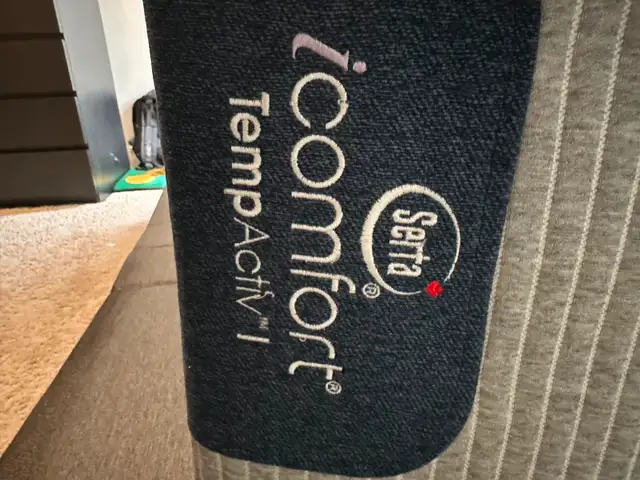 Serta®
icomfort®
TempActiv™ I